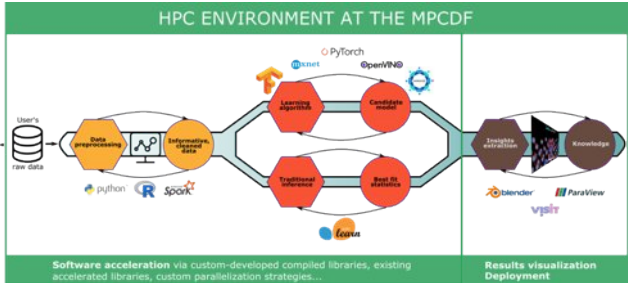 HPC ENVIRONMENT AT THE MPCDF
User's
raw data
Data
preprocessing
Informative,
cleaned
data
python
R
Spark
mxnet
PyTorch
OpenVINO
Learning
algorithm
Candidate
model
Traditional
inference
Best fit
statistics
learn
Insights
extraction
Knowledge
blender
ParaView
VISIT
Software acceleration via custom-developed compiled libraries, existing
accelerated libraries, custom parallelization strategies...
Results visualization
Deployment